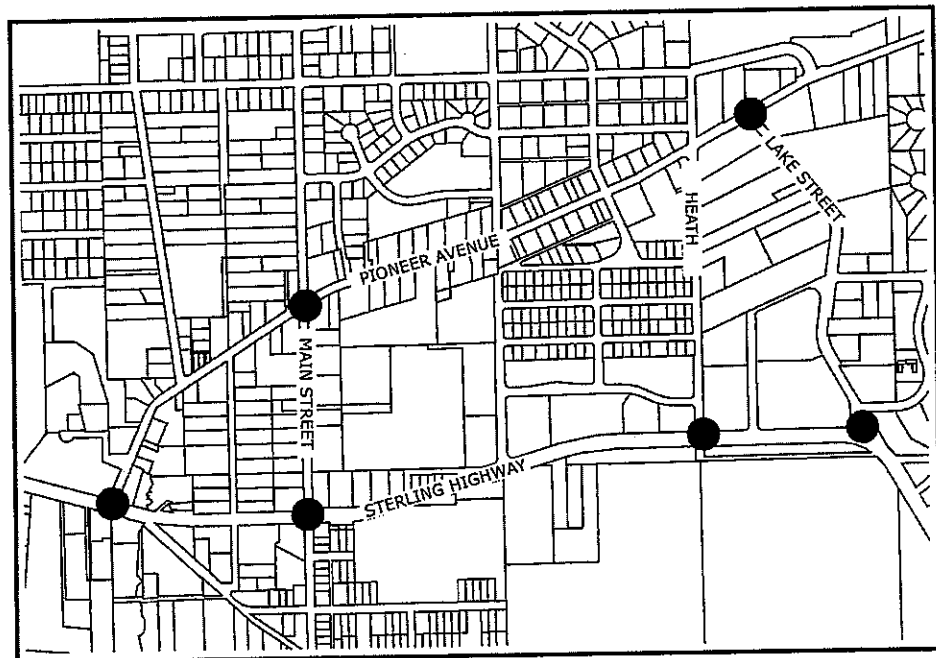 LAKE STREET
HEATH
PIONEER AVENUE
MAIN STREET
STERLING HIGHWAY